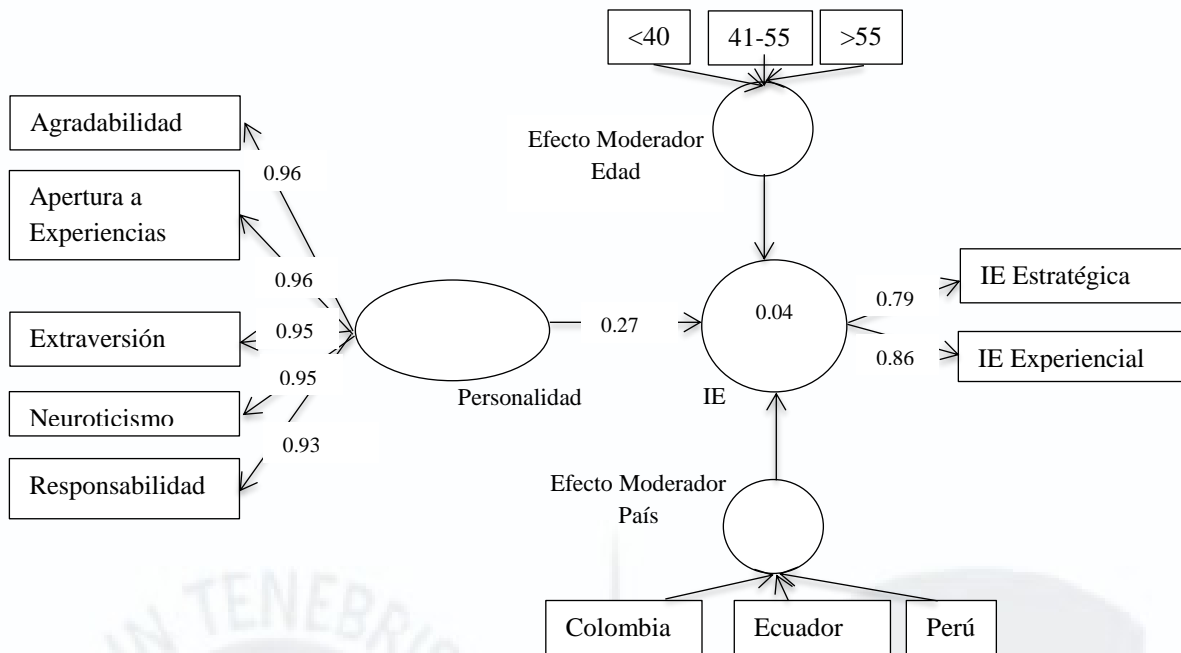 <40
41-55
>55
Agradabilidad
Efecto Moderador
Edad
0.96
Apertura a
Experiencias
0.96
IE Estratégica
0.79
0.04
Extraversión
0.95
0.27
0.86
IE Experiencial
0.95
Personalidad
IE
Neuroticismo
0.93
Responsabilidad
Efecto Moderador
País
IN TENEBRIS
Colombia
Ecuador
Perú